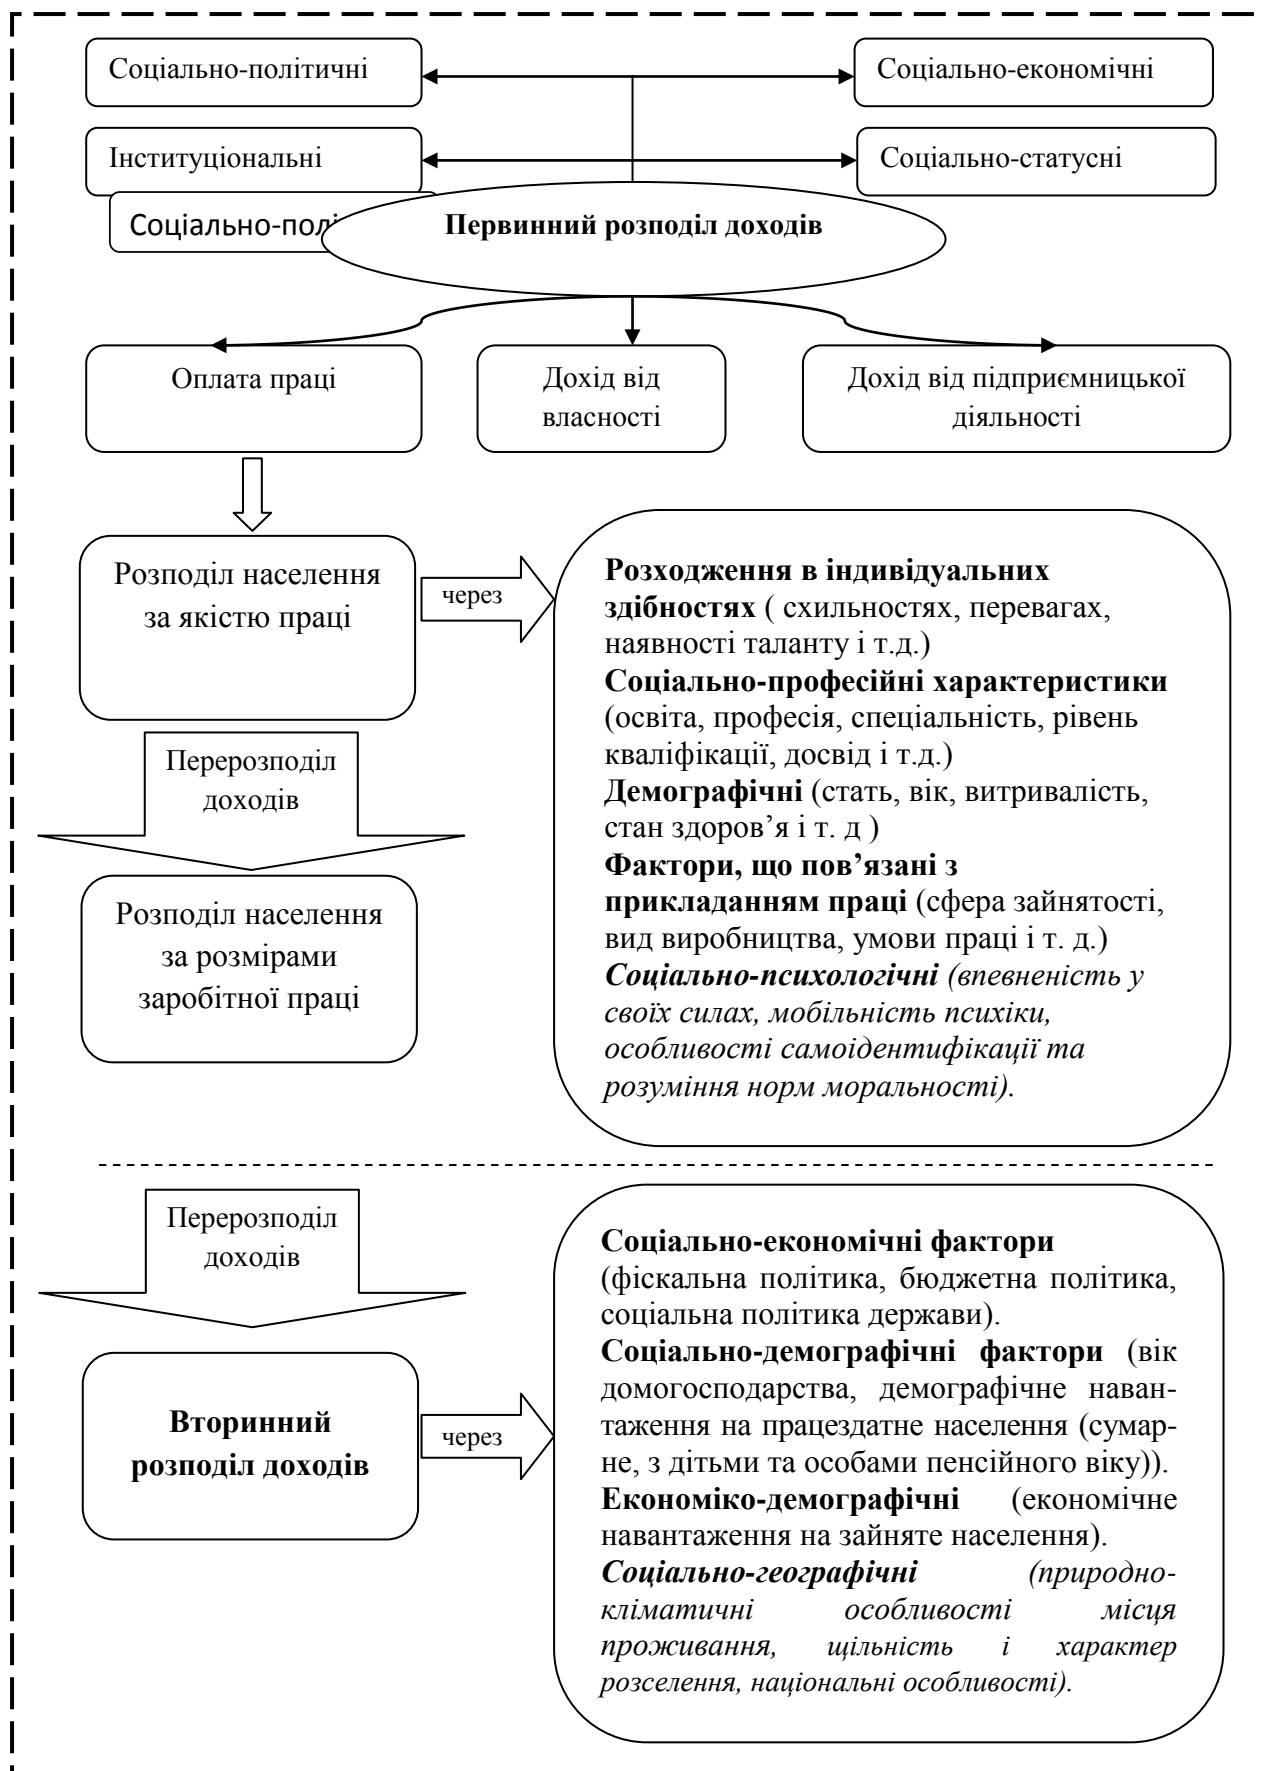 Соціально-політичні
Соціально-економічні
Інституціональні
Соціально-статусні
Соціально-полі
Первинний розподіл доходів
Оплата праці
Дохід від
власності
Дохід від підприємницької
діяльності
Розподіл населення
за якістю праці
через
Розходження в індивідуальних
здібностях ( схильностях, перевагах,
наявності таланту і т.д.)
Соціально-професійні характеристики
(освіта, професія, спеціальність, рівень
кваліфікації, досвід і т.д.)
Демографічні (стать, вік, витривалість,
стан здоров’я і т. д )
Фактори, що пов’язані з
прикладанням праці (сфера зайнятості,
вид виробництва, умови праці і т. д.)
Соціально-психологічні (впевненість у
своїх силах, мобільність психіки,
особливості самоідентифікації та
розуміння норм моральності).
Перерозподіл
доходів
Розподіл населення
за розмірами
заробітної праці
Перерозподіл
доходів
Вторинний
розподіл доходів
через
Соціально-економічні фактори
(фіскальна політика, бюджетна політика,
соціальна політика держави).
Соціально-демографічні фактори (вік
домогосподарства, демографічне наван-
таження на працездатне населення (сумар-
не, з дітьми та особами пенсійного віку)).
Економіко-демографічні (економічне
навантаження на зайняте населення).
Соціально-географічні (природно-
кліматичні особливості місця
проживання, щільність і характер
розселення, національні особливості).